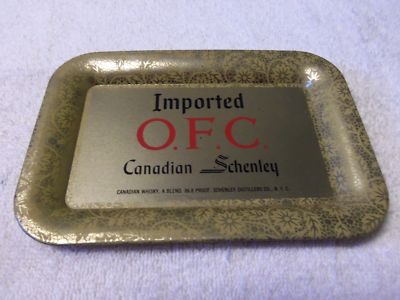 Imported
O.F.C.
Canadian Schenley
CANADIAN WHISKY, A BLEND. 86.8 PROOF. SCHENLEY DISTILLERS CO., N. Y. C.